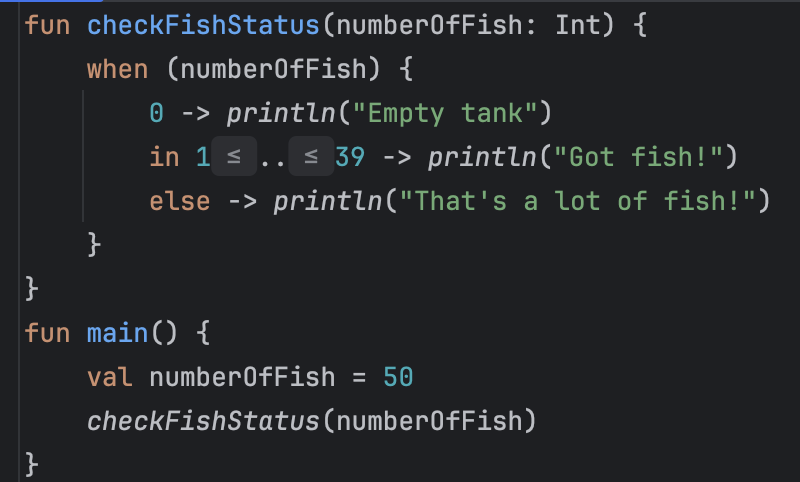 fun checkFishStatus(numberOfFish: Int) {
    when (numberOfFish) {
        0 -> println("Empty tank")
        in 1 ≤ .. ≤ 39 -> println("Got fish!")
        else -> println("That's a lot of fish!")
    }
}
fun main() {
    val numberOfFish = 50
    checkFishStatus(numberOfFish)
}